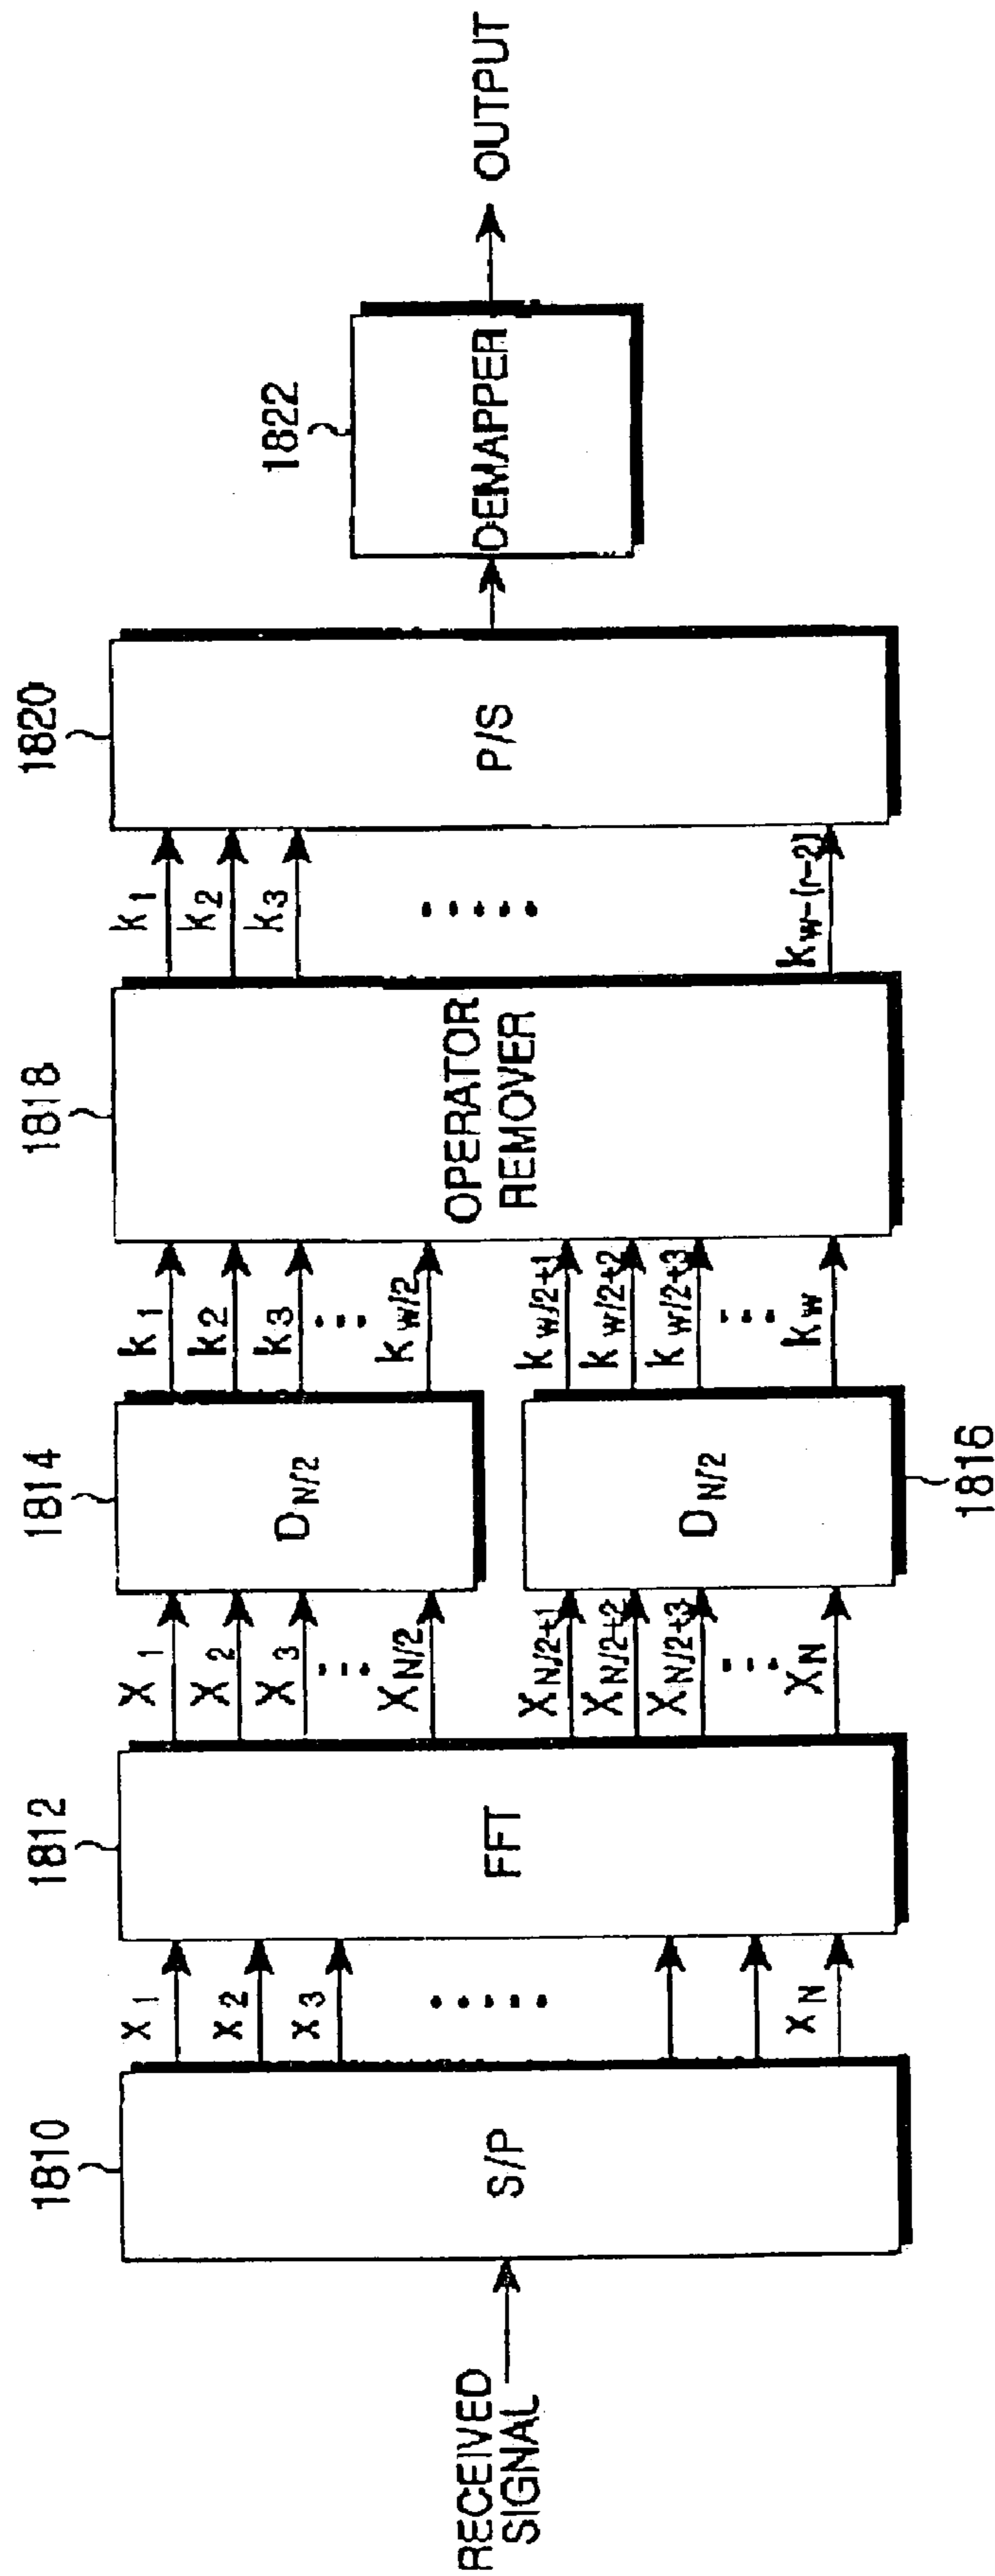 RECEIVED
SIGNAL
1810
S/P
x1
x2
x3
.....
xN
1812
FFT
X1
X2
X3
...
XN/2
XN/2+1
XN/2+2
XN/2+3
...
XN
1814
DN/2
1816
DN/2
k1
k2
k3
...
kw/2
kw/2+1
kw/2+2
kw/2+3
...
kw
1818
OPERATOR
REMOVER
k1
k2
k3
.....
kw-(r-2)
1820
P/S
1822
DEMAPPER
OUTPUT